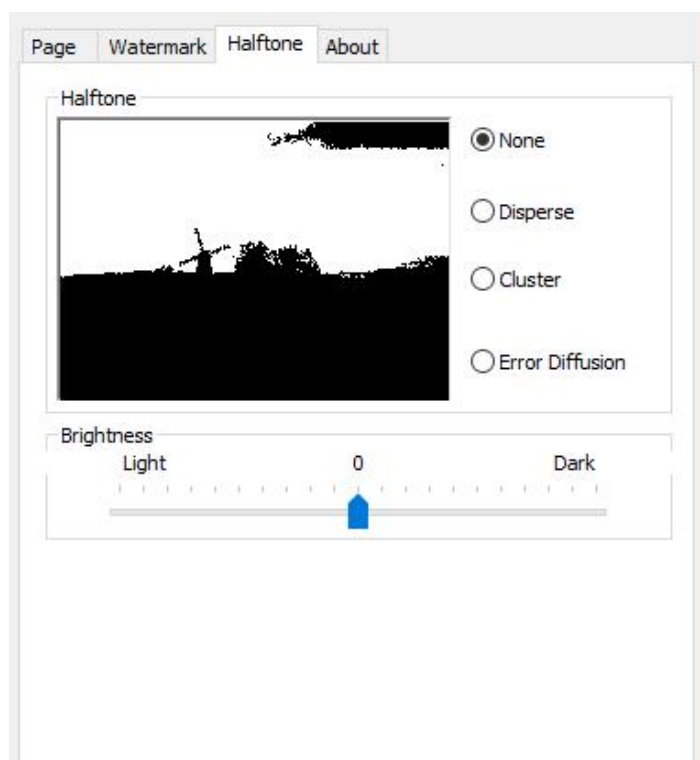 Page Watermark Halftone About
Halftone
None
Disperse
Cluster
Error Diffusion
Brightness
Light 0 Dark